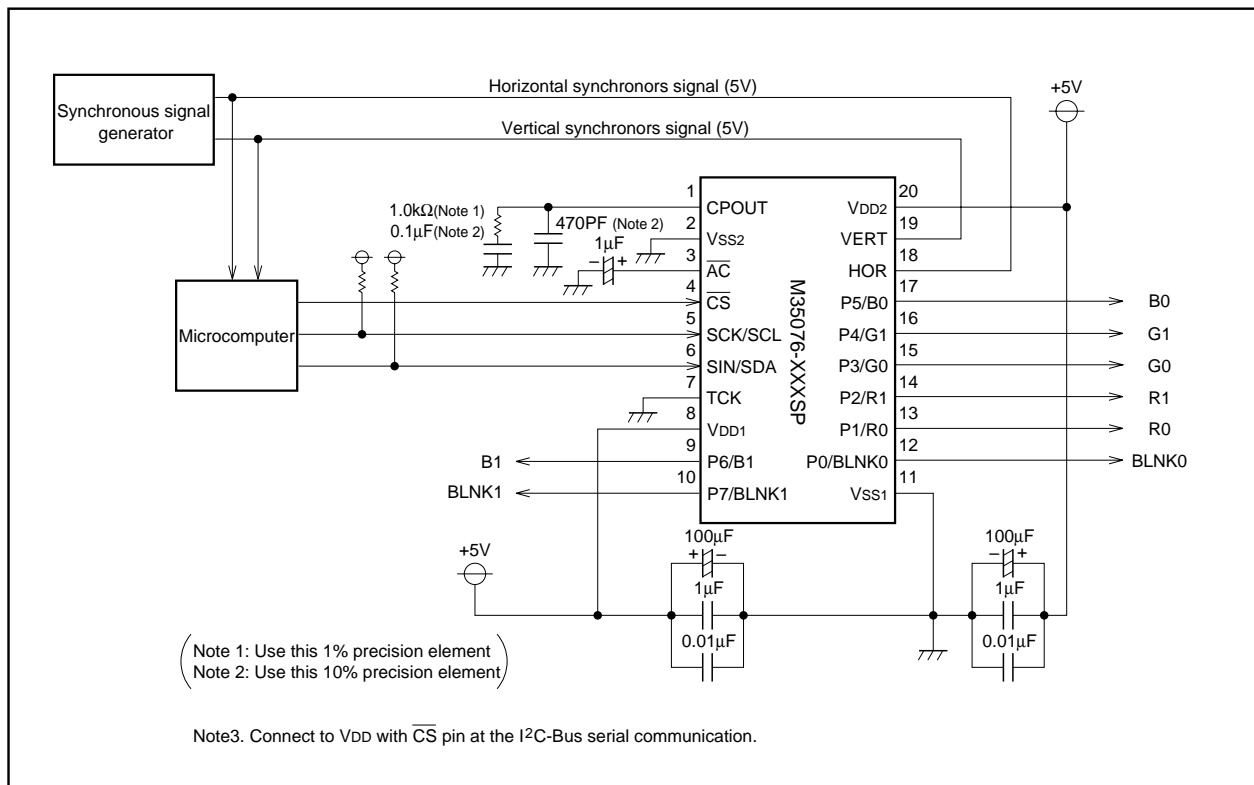 Horizontal synchronors signal (5V)
+5V
Synchronous signal
generator
Vertical synchronors signal (5V)
1.0kΩ(Note 1)
0.1μF(Note 2)
470PF (Note 2)
1μF
− +
Microcomputer
M35076-XXXSP
1
CPOUT
2
VSS2
3
A̅C̅
4
C̅S̅
5
SCK/SCL
6
SIN/SDA
7
TCK
8
VDD1
9
P6/B1
10
P7/BLNK1
20
VDD2
19
VERT
18
HOR
17
P5/B0
16
P4/G1
15
P3/G0
14
P2/R1
13
P1/R0
12
P0/BLNK0
11
VSS1
B0
G1
G0
R1
R0
BLNK0
B1
BLNK1
+5V
100μF
+ −
1μF
0.01μF
100μF
− +
1μF
0.01μF
Note 1: Use this 1% precision element
Note 2: Use this 10% precision element
Note3. Connect to VDD with C̅S̅ pin at the I²C-Bus serial communication.